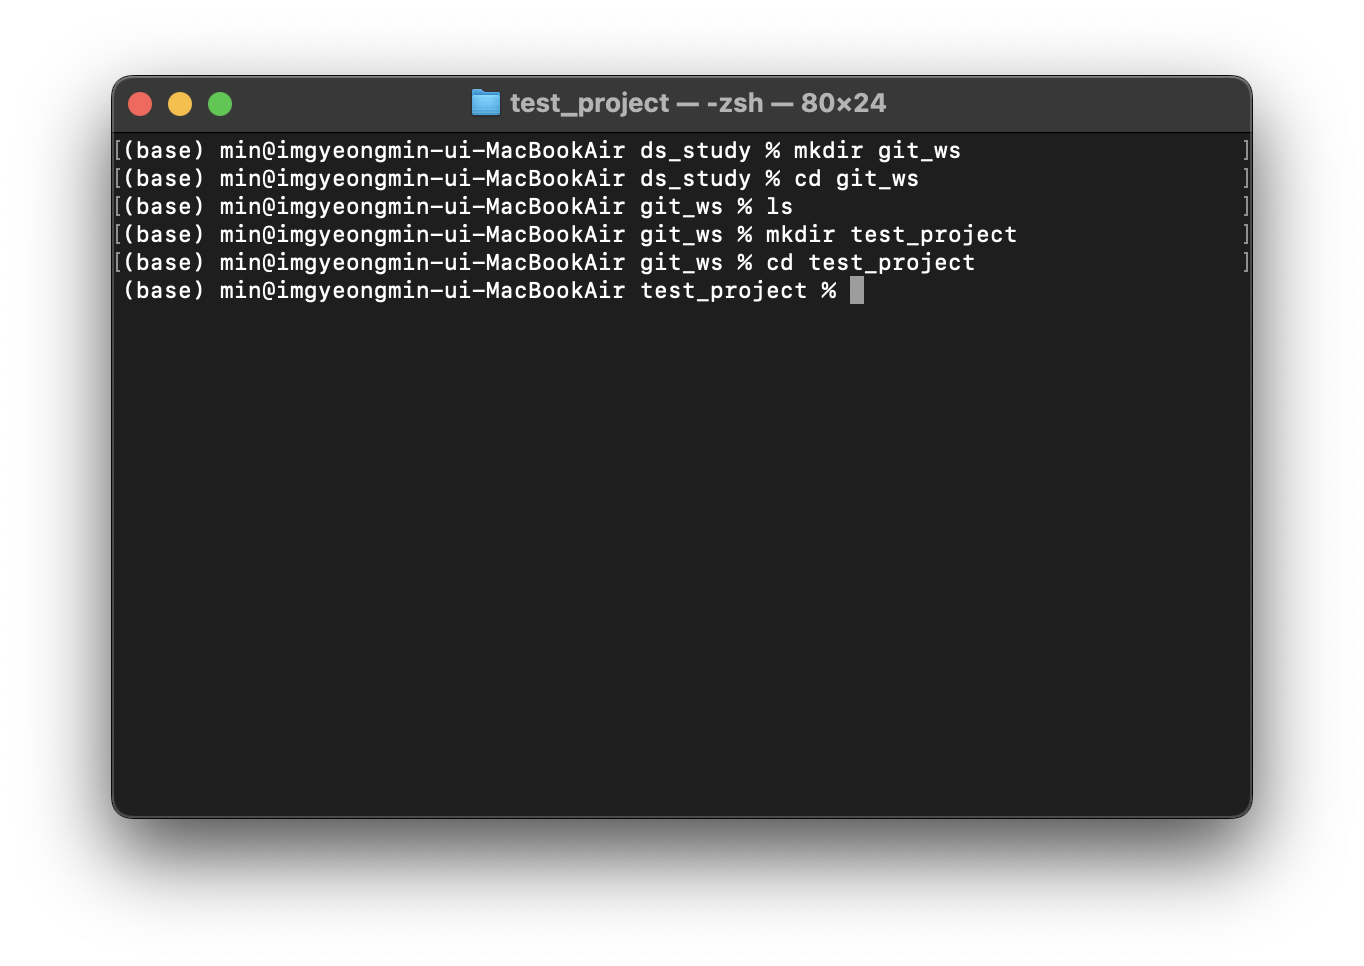 test_project — -zsh — 80×24
[(base) min@imgyeongmin-ui-MacBookAir ds_study % mkdir git_ws ]
[(base) min@imgyeongmin-ui-MacBookAir ds_study % cd git_ws ]
[(base) min@imgyeongmin-ui-MacBookAir git_ws % ls ]
[(base) min@imgyeongmin-ui-MacBookAir git_ws % mkdir test_project ]
[(base) min@imgyeongmin-ui-MacBookAir git_ws % cd test_project ]
(base) min@imgyeongmin-ui-MacBookAir test_project %